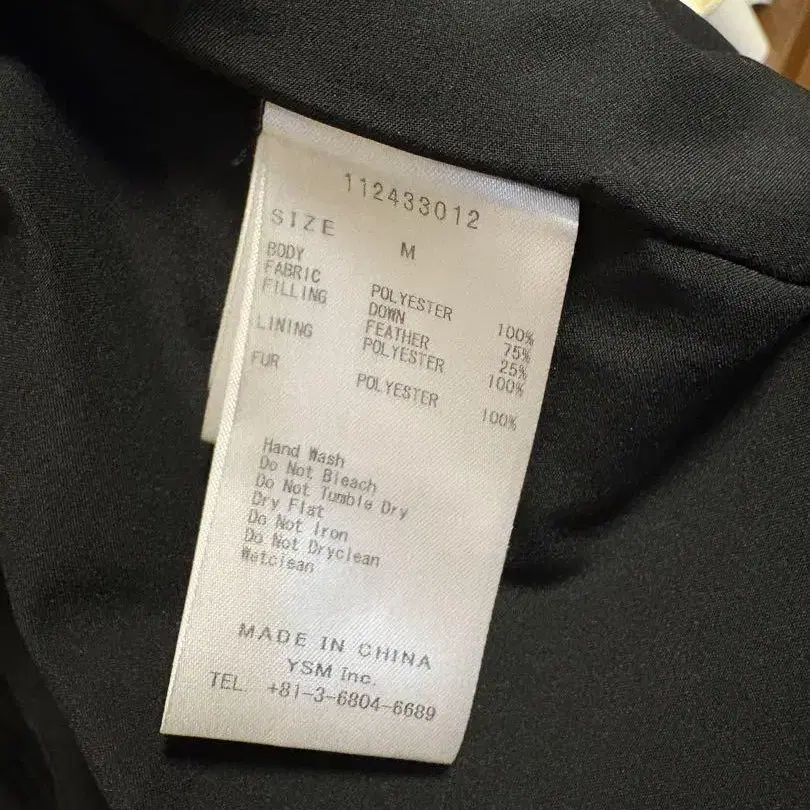 112433012
SIZE M
BODY
FABRIC POLYESTER 100%
FILLING DOWN 75%
FEATHER 25%
LINING POLYESTER 100%
FUR POLYESTER 100%
Hand Wash
Do Not Bleach
Do Not Tumble Dry
Dry Flat
Do Not Iron
Do Not Dryclean
Wetclean
MADE IN CHINA
YSM Inc.
TEL +81-3-6804-6689